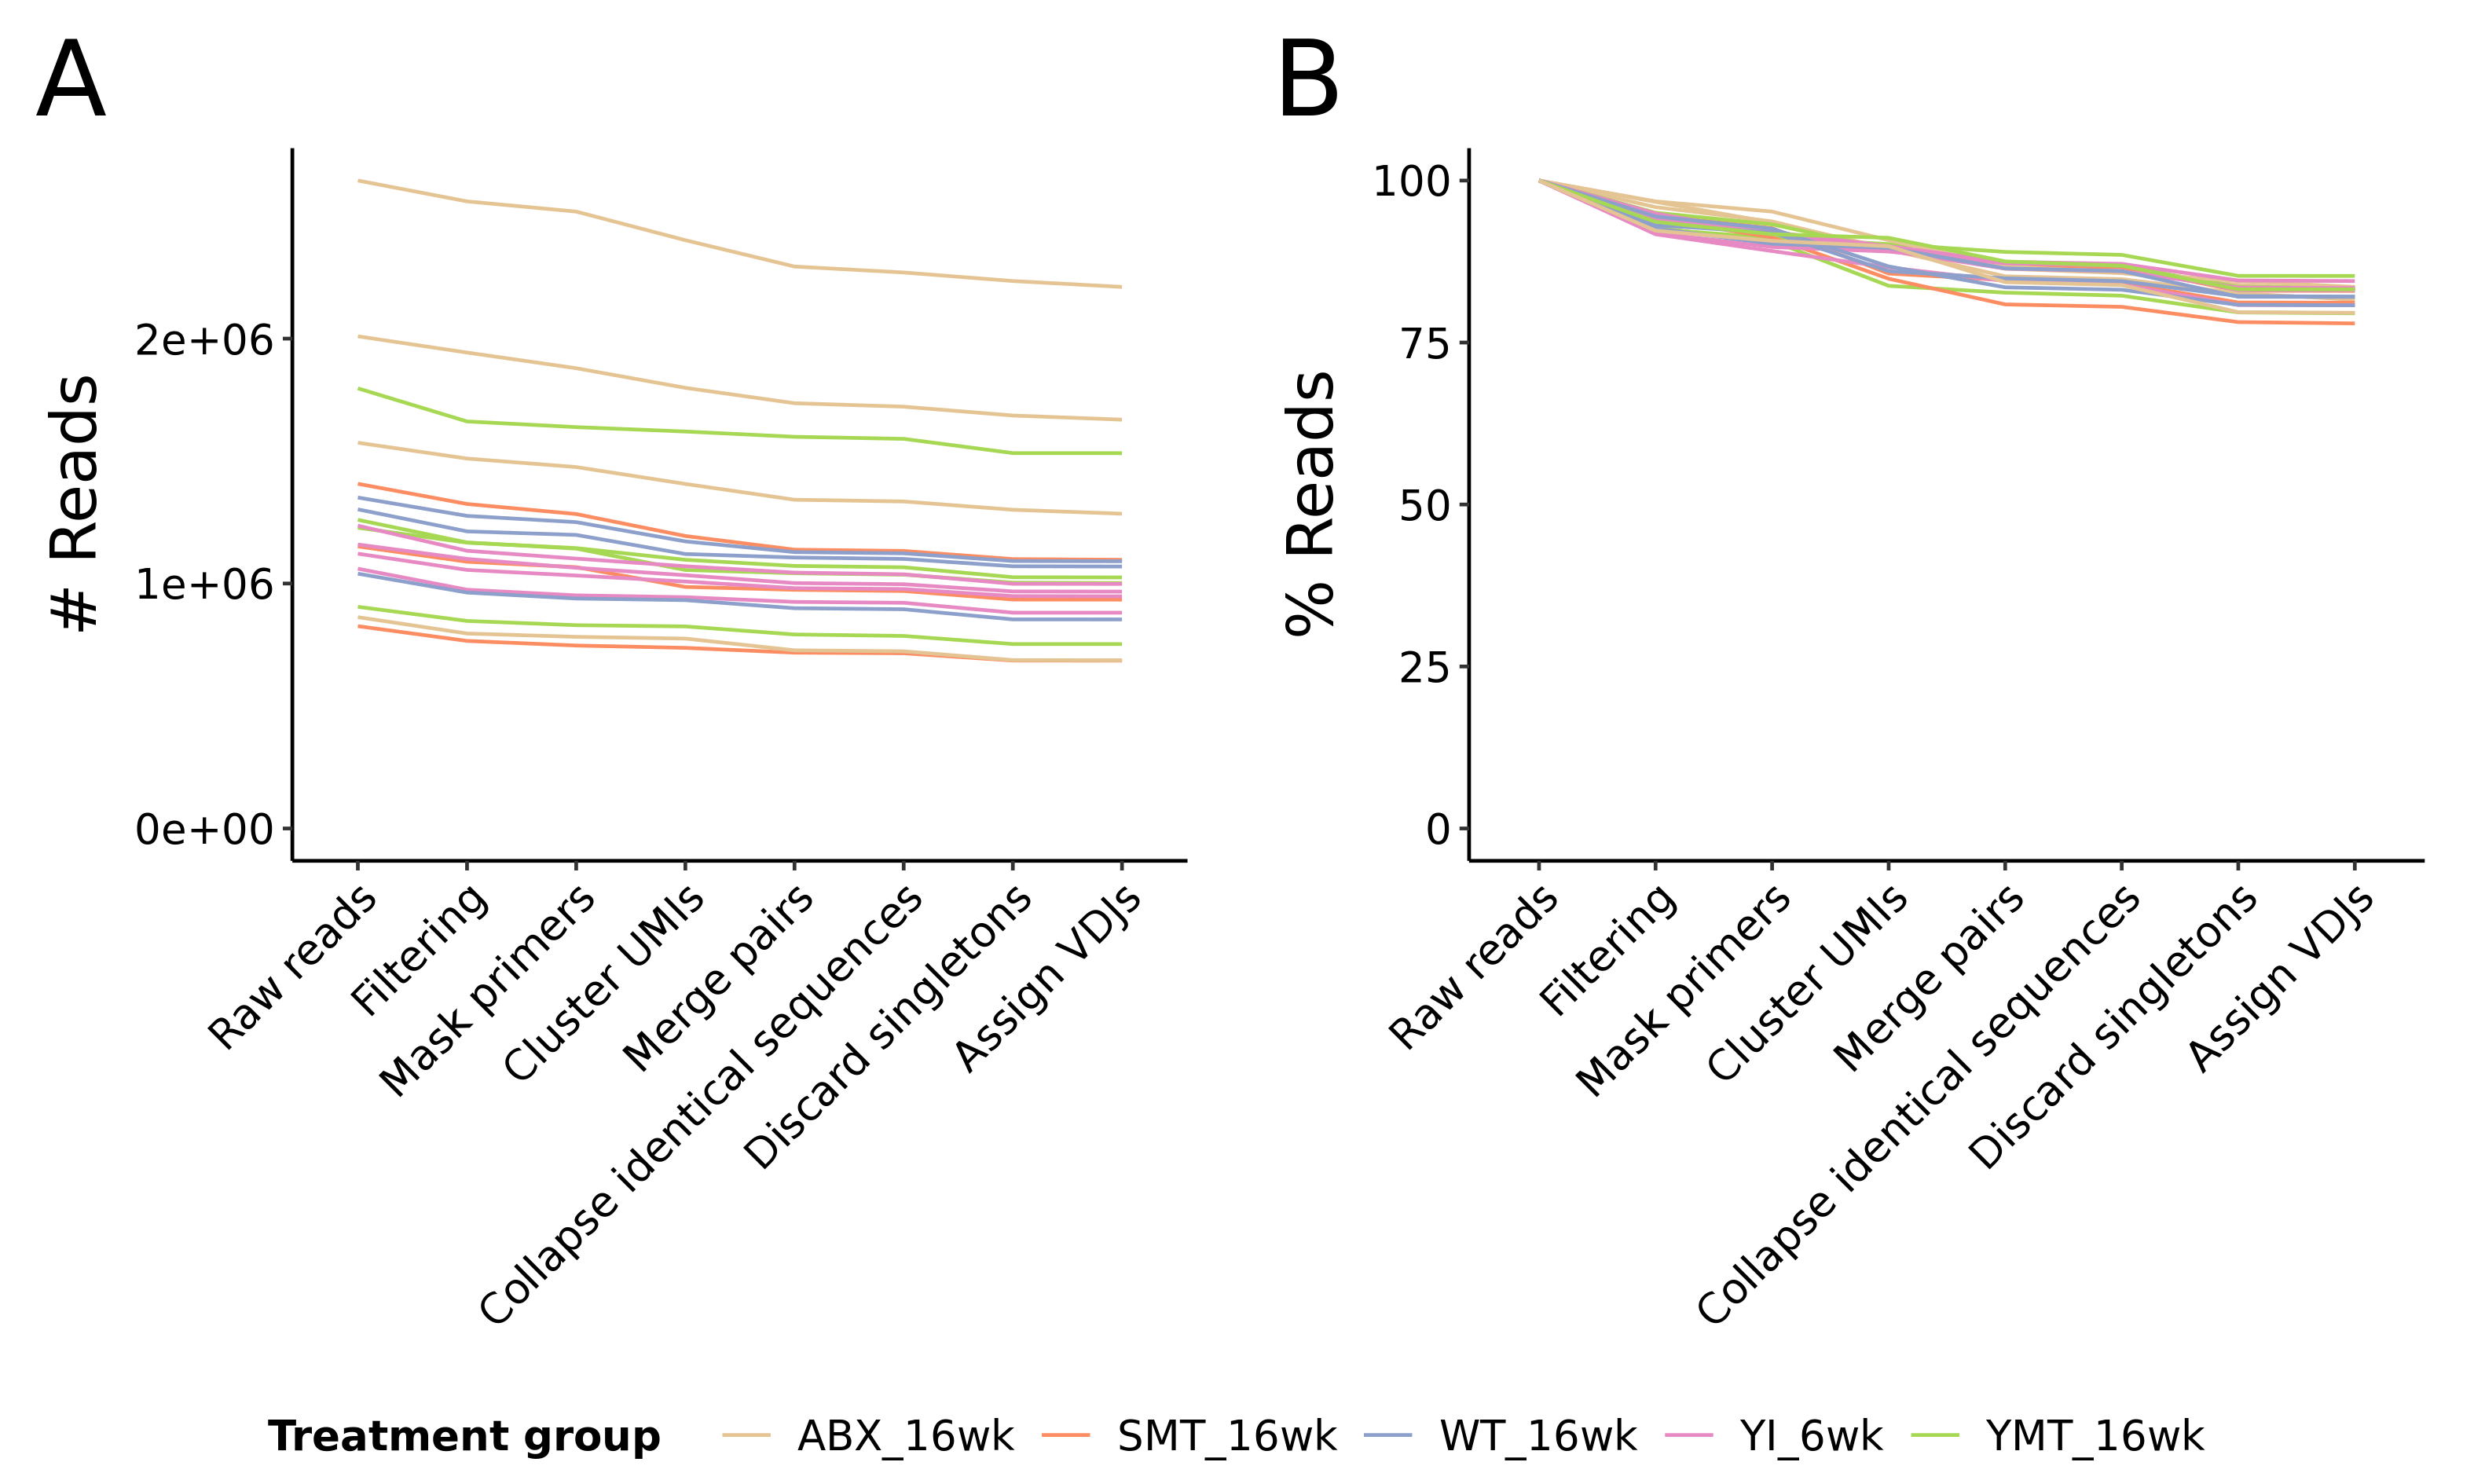 A
# Reads
2e+06
1e+06
0e+00
Raw reads
Filtering
Mask primers
Cluster UMIs
Merge pairs
Collapse identical sequences
Discard singletons
Assign VDJs
B
% Reads
100
75
50
25
0
Raw reads
Filtering
Mask primers
Cluster UMIs
Merge pairs
Collapse identical sequences
Discard singletons
Assign VDJs
Treatment group ABX_16wk SMT_16wk WT_16wk YI_6wk YMT_16wk